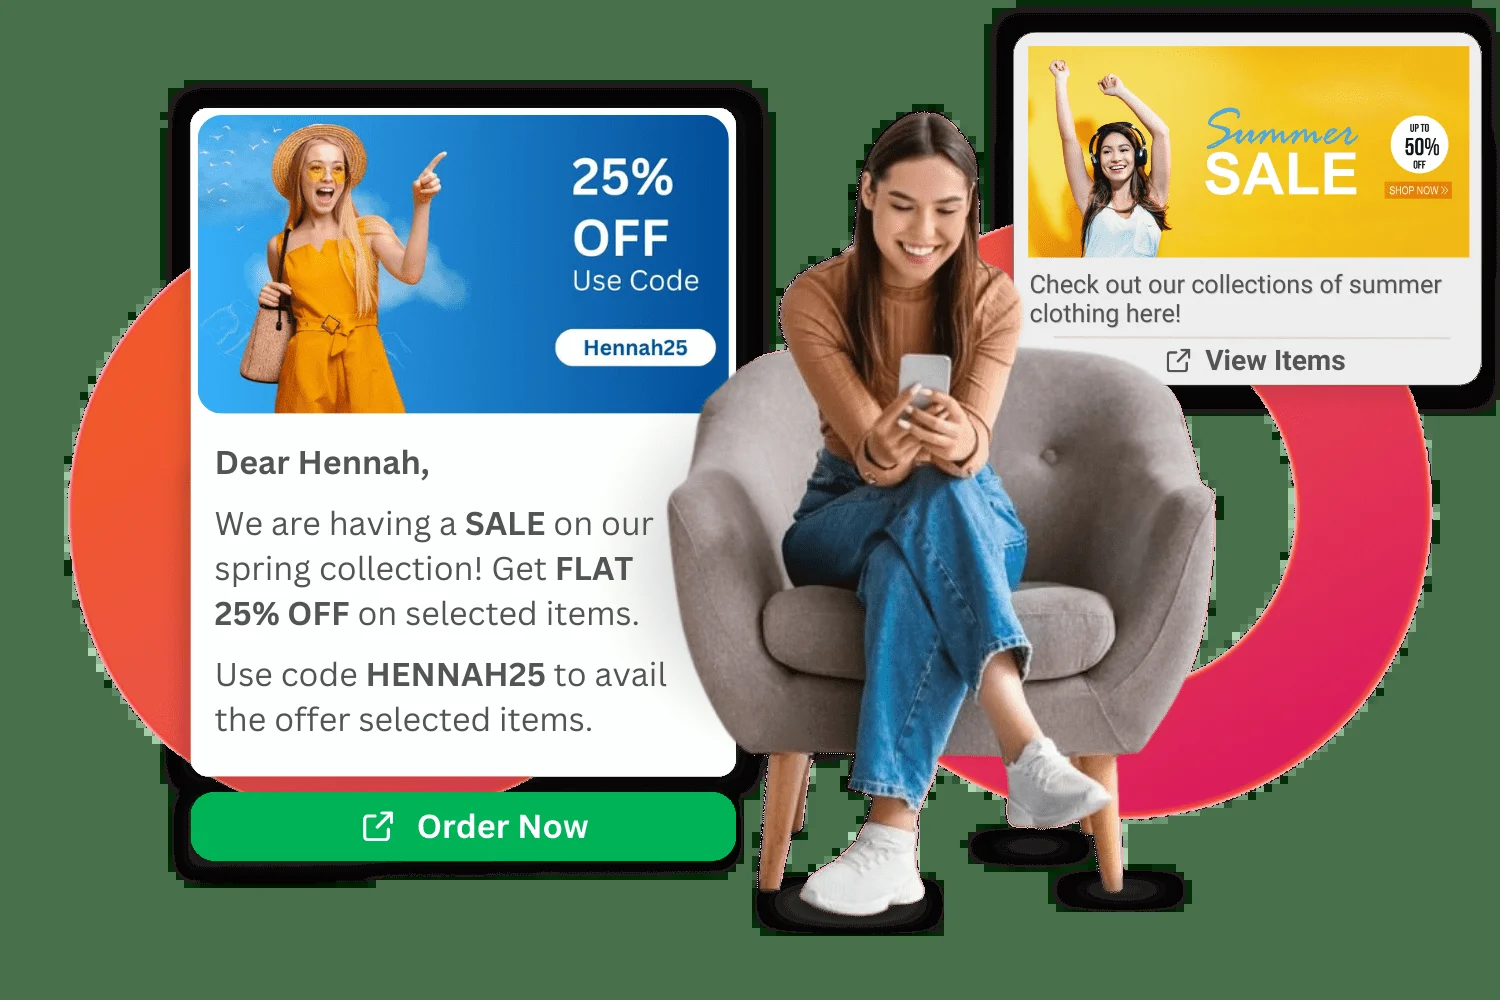 25%
OFF
Use Code
Hennah25
Dear Hennah,
We are having a SALE on our
spring collection! Get FLAT
25% OFF on selected items.
Use code HENNAH25 to avail
the offer selected items.
Order Now
Summer
SALE
UP TO
50%
OFF
SHOP NOW »
Check out our collections of summer
clothing here!
View Items